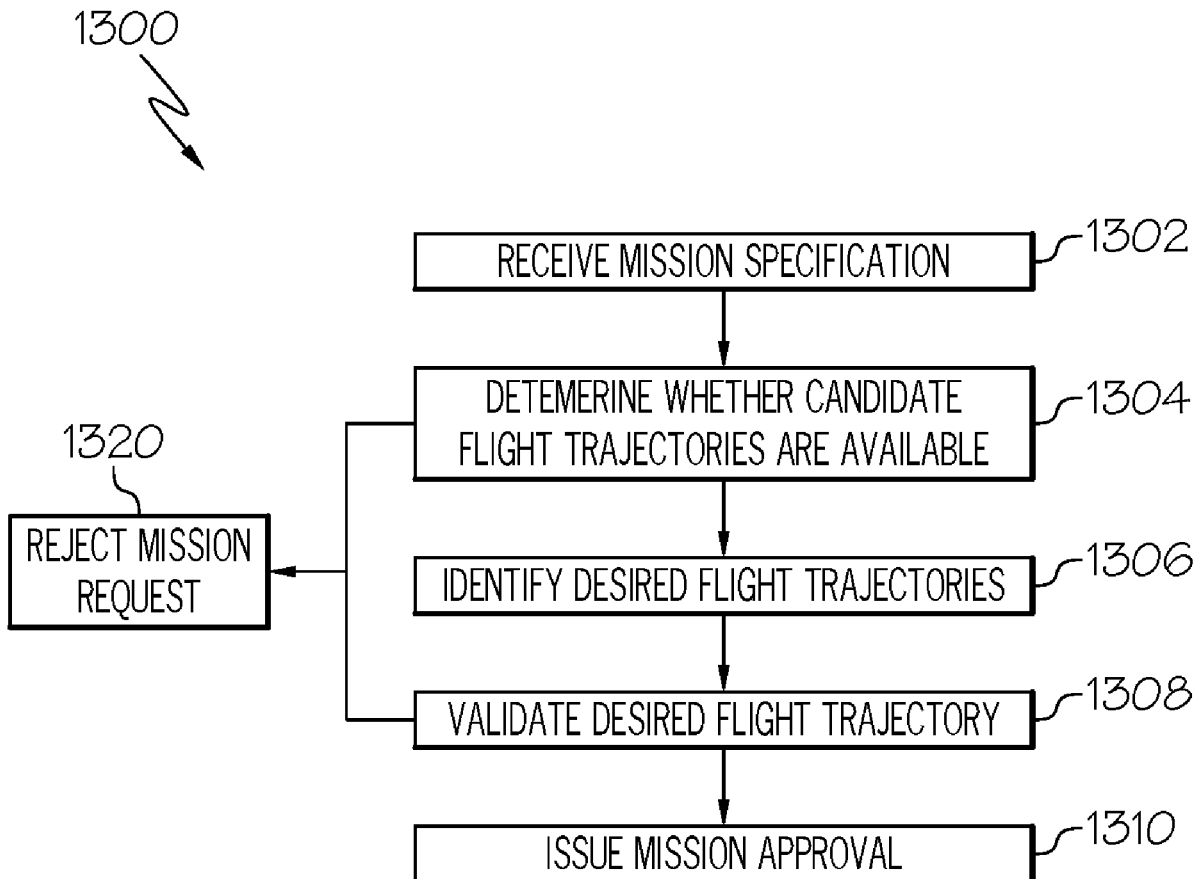 1300
RECEIVE MISSION SPECIFICATION
1302
DETEMERINE WHETHER CANDIDATE
FLIGHT TRAJECTORIES ARE AVAILABLE
1304
1320
REJECT MISSION
REQUEST
IDENTIFY DESIRED FLIGHT TRAJECTORIES
1306
VALIDATE DESIRED FLIGHT TRAJECTORY
1308
ISSUE MISSION APPROVAL
1310